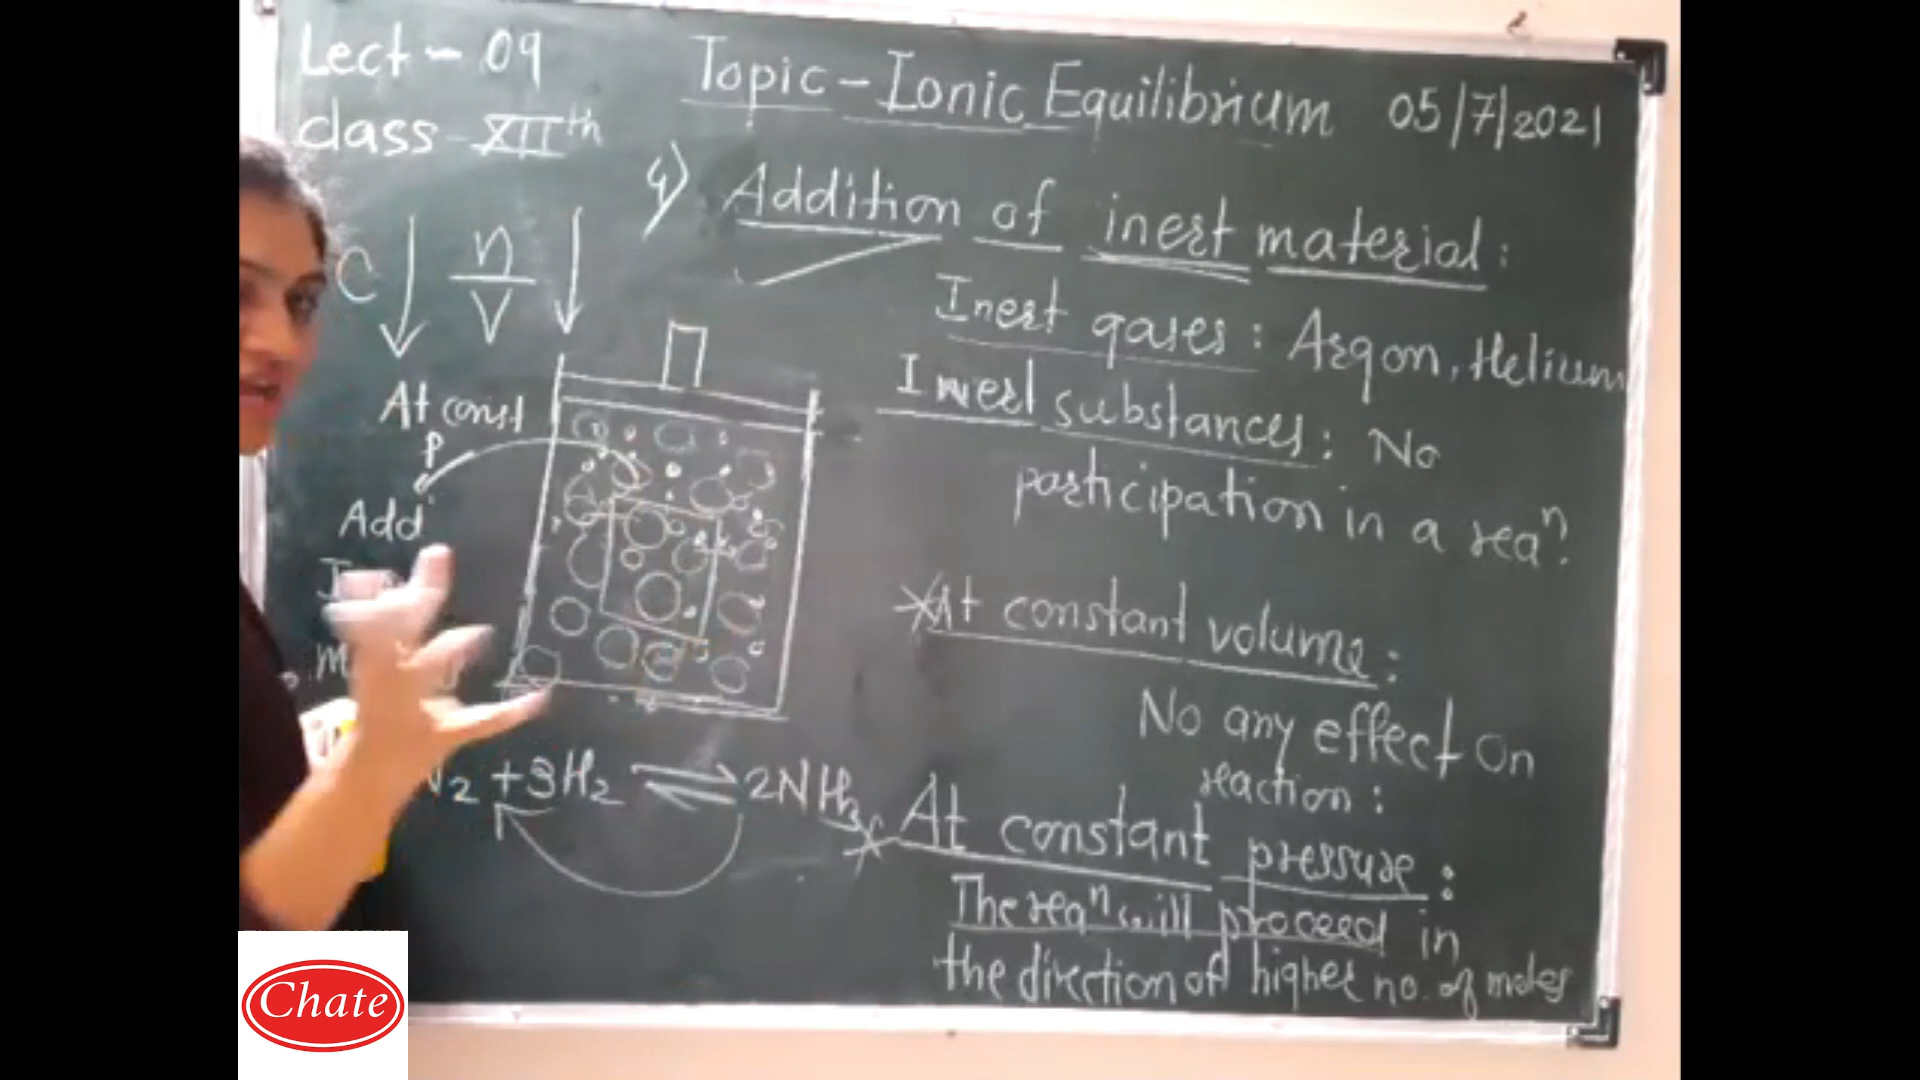 Lect - 09
class XIIth
Topic - Ionic Equilibrium 05/7/2021
4) Addition of inert material :
C ↓ n/V ↓
Inert gases : Argon, Helium
Inert substances : No
participation in a reaⁿ.
At const
P
Add
* At constant volume :
No any effect on
reaction :
N2 + 3H2 ⇌ 2NH3
* At constant pressure :
The reaⁿ will proceed in
the direction of higher no. of moles
Chate